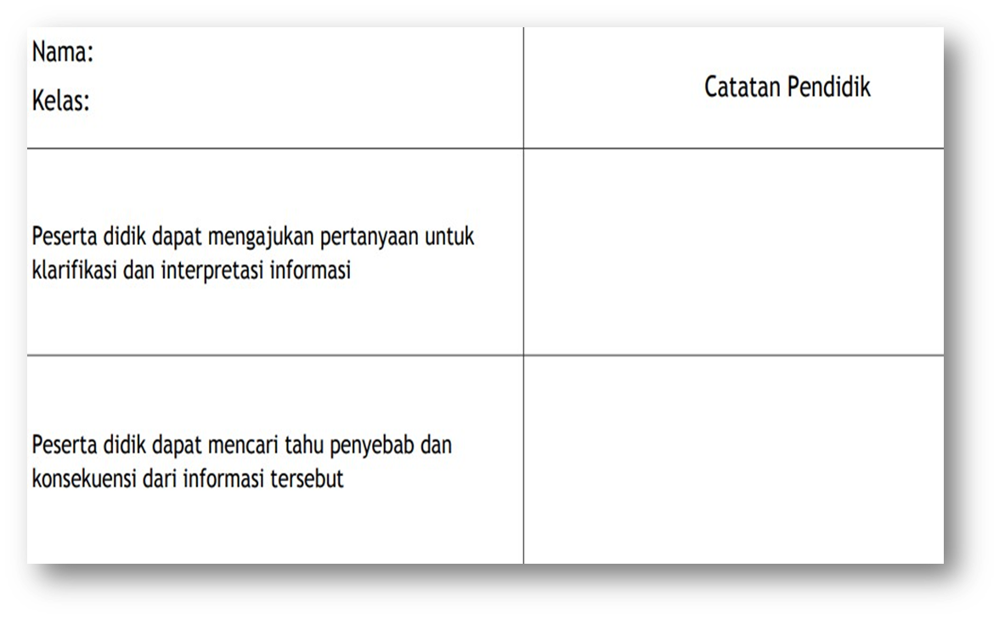 Nama:
Kelas:
Catatan Pendidik
Peserta didik dapat mengajukan pertanyaan untuk
klarifikasi dan interpretasi informasi
Peserta didik dapat mencari tahu penyebab dan
konsekuensi dari informasi tersebut